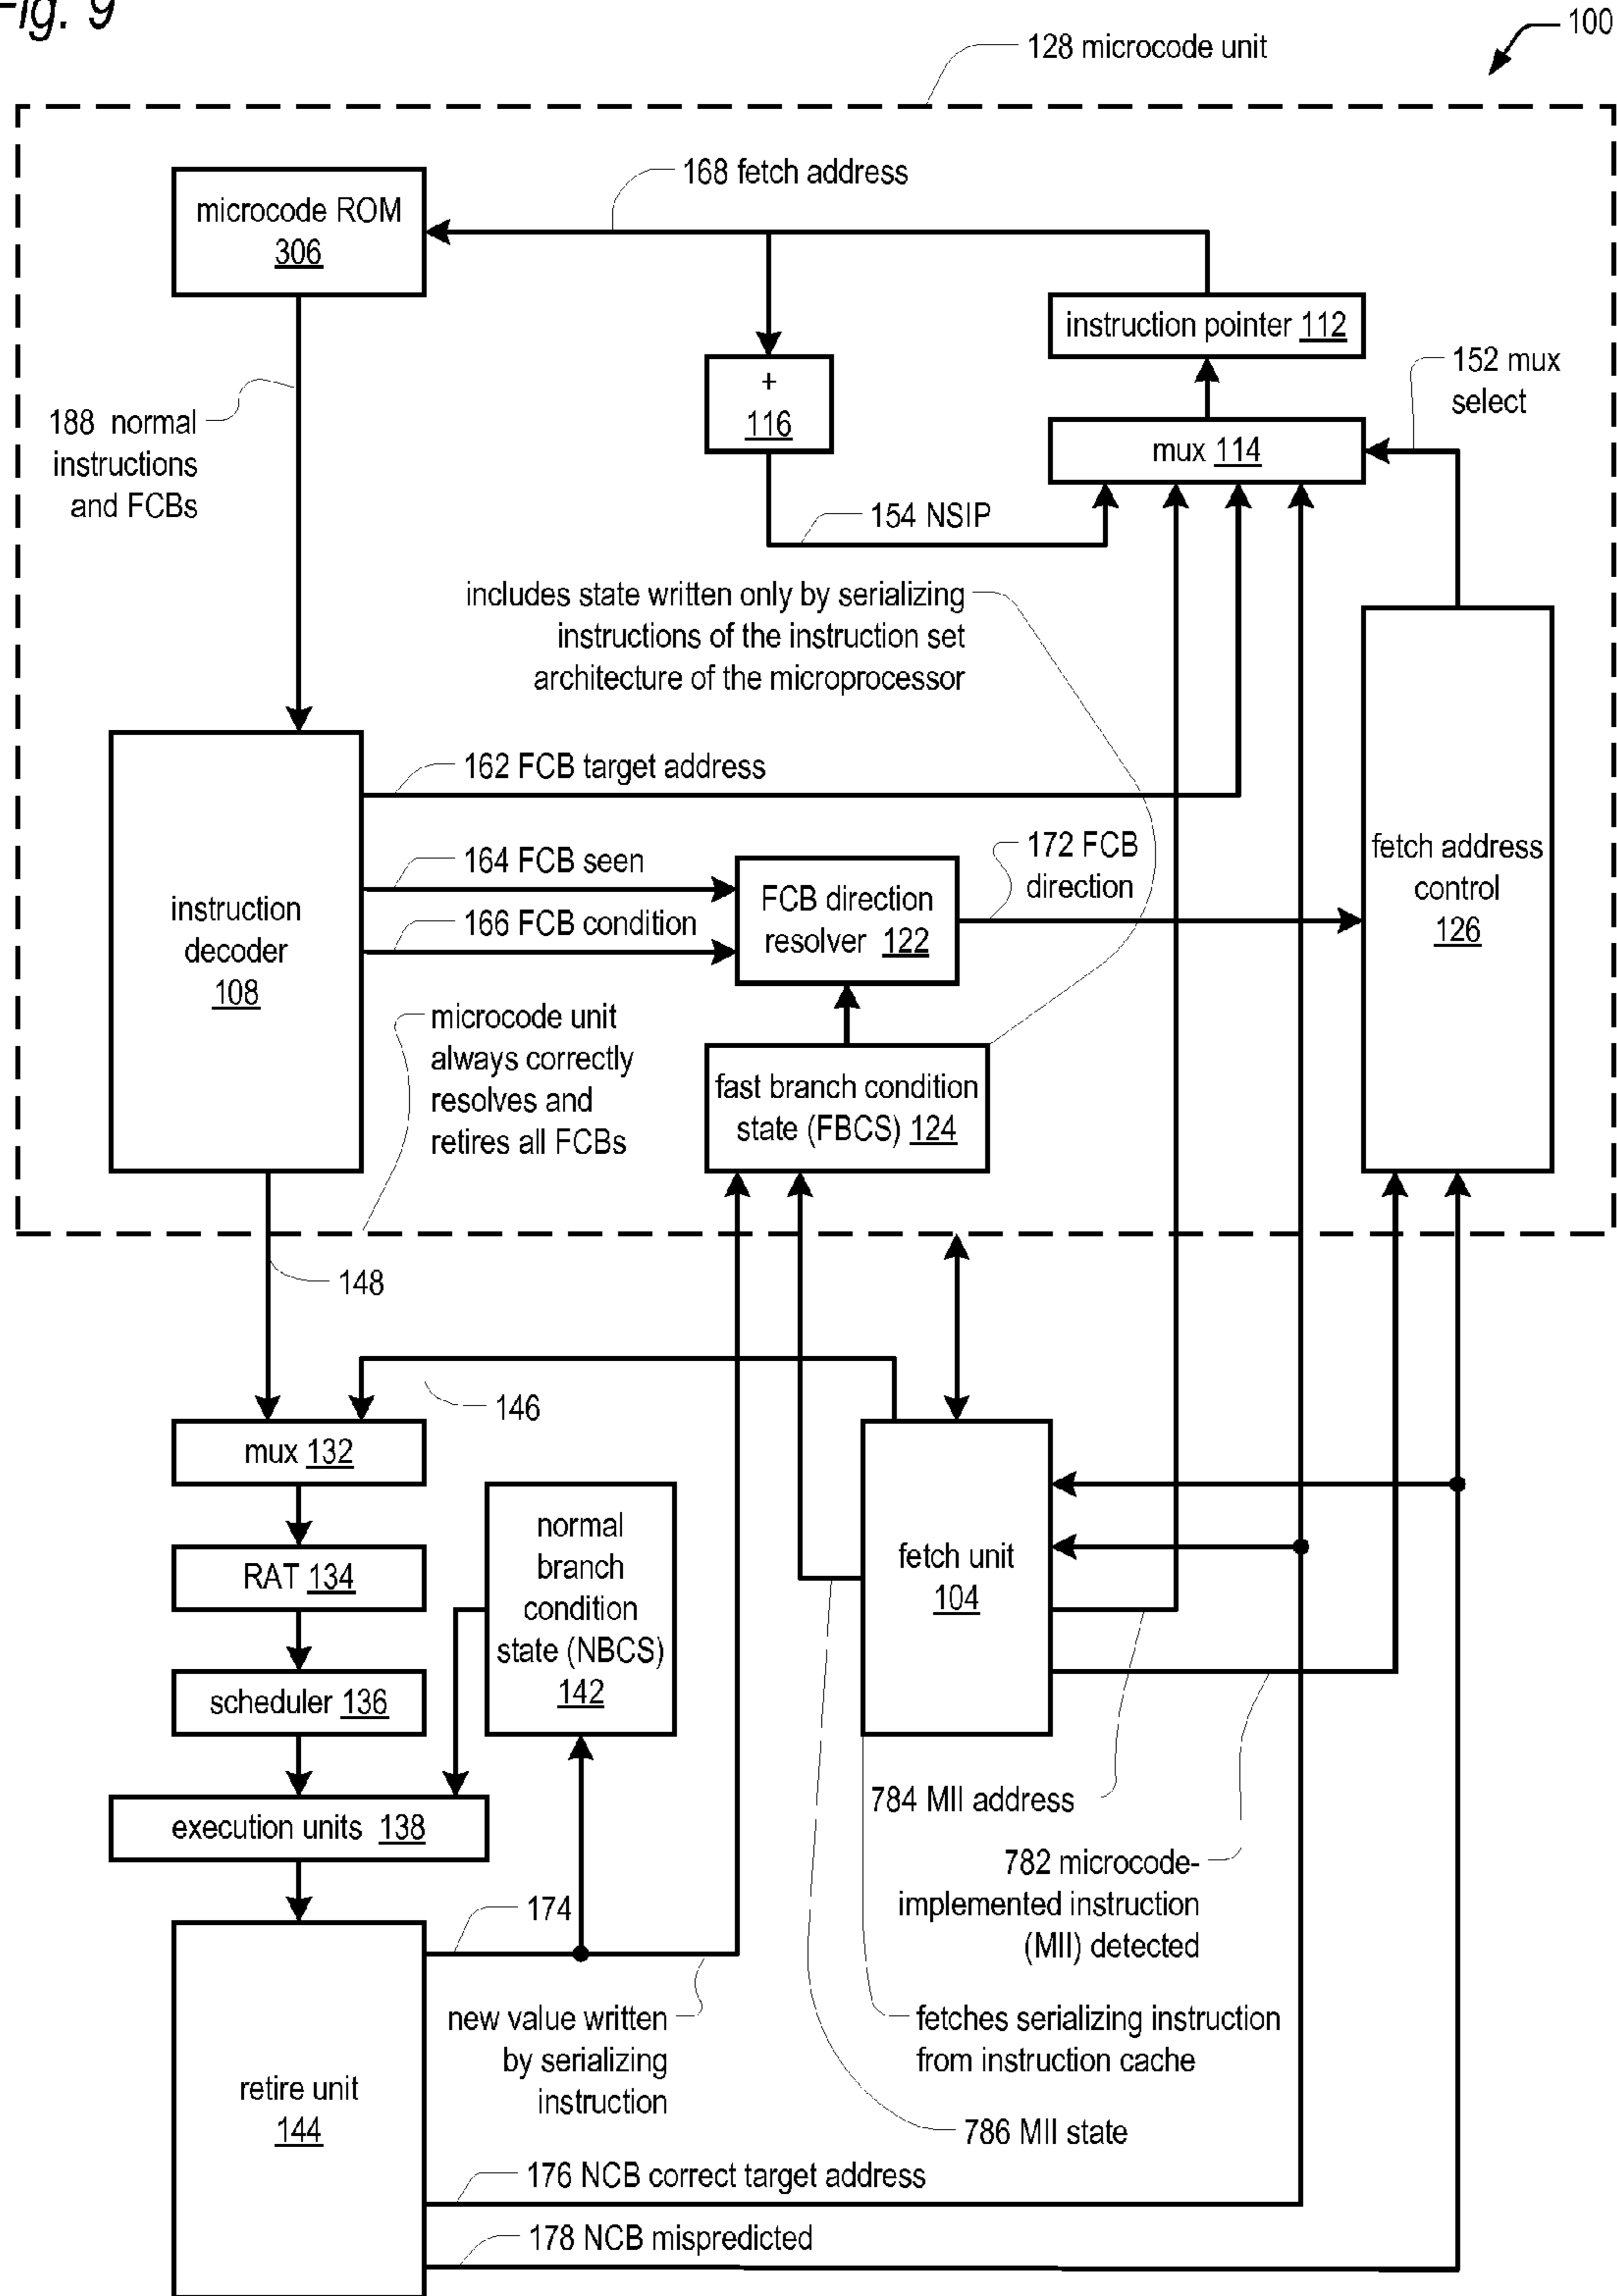 Fig. 9
100
128 microcode unit
168 fetch address
microcode ROM
306
instruction pointer 112
152 mux
select
+
116
188 normal
instructions
and FCBs
mux 114
154 NSIP
includes state written only by serializing
instructions of the instruction set
architecture of the microprocessor
162 FCB target address
164 FCB seen
166 FCB condition
172 FCB
direction
FCB direction
resolver 122
fetch address
control
126
instruction
decoder
108
microcode unit
always correctly
resolves and
retires all FCBs
fast branch condition
state (FBCS) 124
148
146
mux 132
normal
branch
condition
state (NBCS)
142
RAT 134
fetch unit
104
scheduler 136
784 MII address
execution units 138
782 microcode-
implemented instruction
(MII) detected
174
new value written
by serializing
instruction
fetches serializing instruction
from instruction cache
retire unit
144
786 MII state
176 NCB correct target address
178 NCB mispredicted